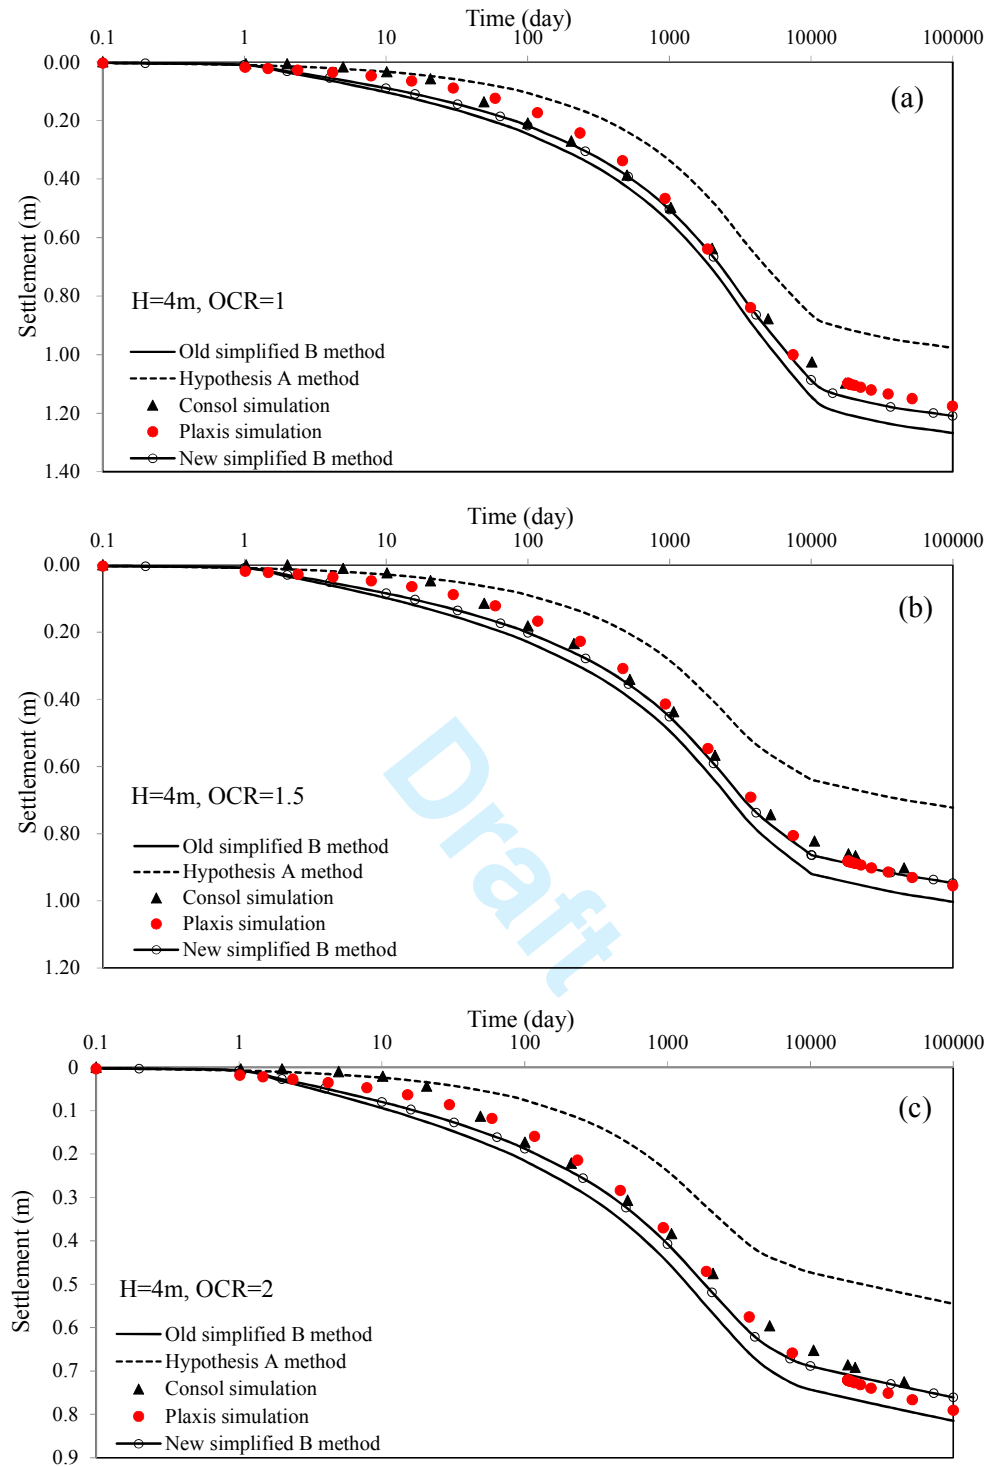 Time (day)
0.1 1 10 100 1000 10000 100000
0.00
0.20
0.40
0.60
0.80
1.00
1.20
1.40
Settlement (m)
(a)
H=4m, OCR=1
Old simplified B method
Hypothesis A method
Consol simulation
Plaxis simulation
New simplified B method
Time (day)
0.1 1 10 100 1000 10000 100000
0.00
0.20
0.40
0.60
0.80
1.00
1.20
Settlement (m)
(b)
H=4m, OCR=1.5
Old simplified B method
Hypothesis A method
Consol simulation
Plaxis simulation
New simplified B method
Draft
Time (day)
0.1 1 10 100 1000 10000 100000
0
0.1
0.2
0.3
0.4
0.5
0.6
0.7
0.8
0.9
Settlement (m)
(c)
H=4m, OCR=2
Old simplified B method
Hypothesis A method
Consol simulation
Plaxis simulation
New simplified B method